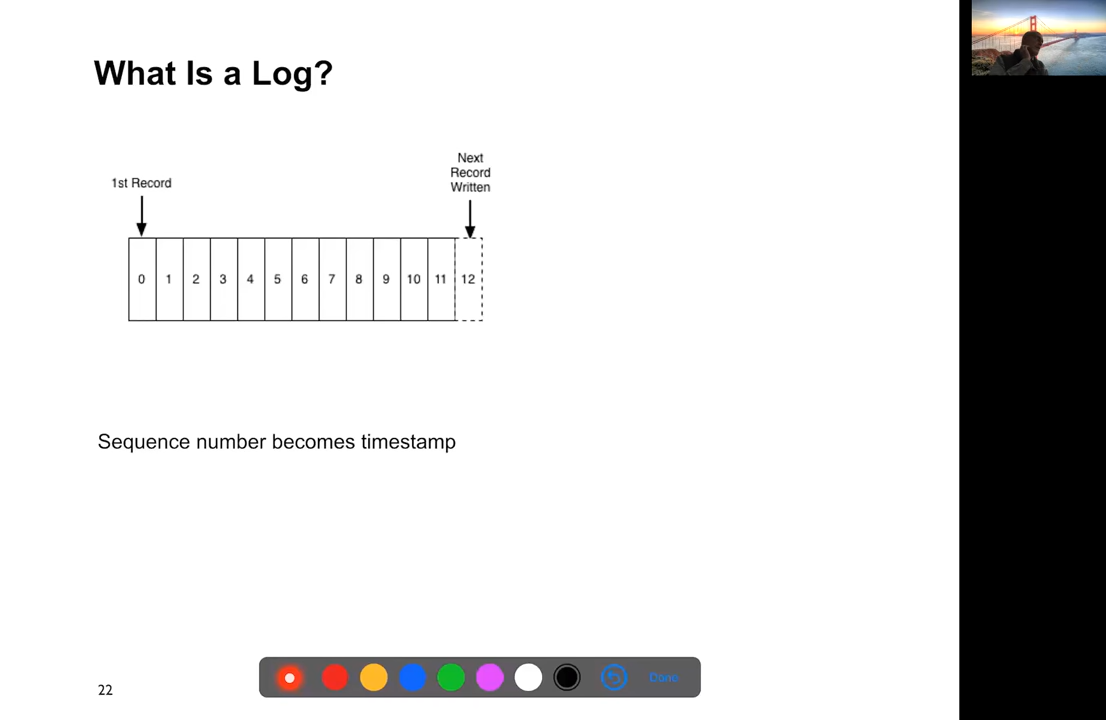 What Is a Log?
1st Record
Next
Record
Written
0 1 2 3 4 5 6 7 8 9 10 11 12
Sequence number becomes timestamp
22
Done